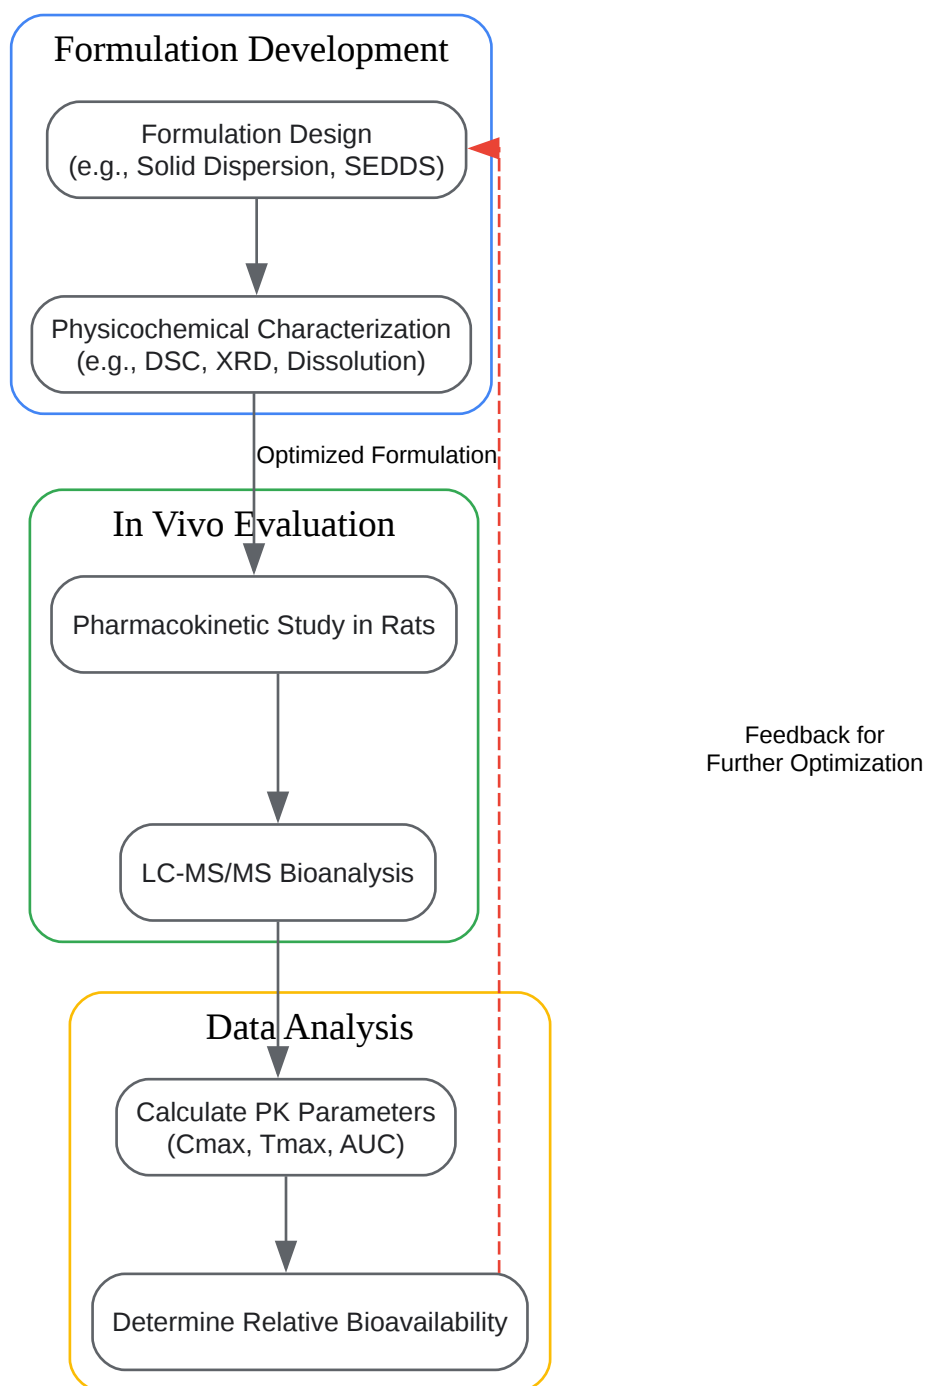 Formulation Development
Formulation Design
(e.g., Solid Dispersion, SEDDS)
Physicochemical Characterization
(e.g., DSC, XRD, Dissolution)
Optimized Formulation
In Vivo Evaluation
Pharmacokinetic Study in Rats
Feedback for
Further Optimization
LC-MS/MS Bioanalysis
Data Analysis
Calculate PK Parameters
(Cmax, Tmax, AUC)
Determine Relative Bioavailability